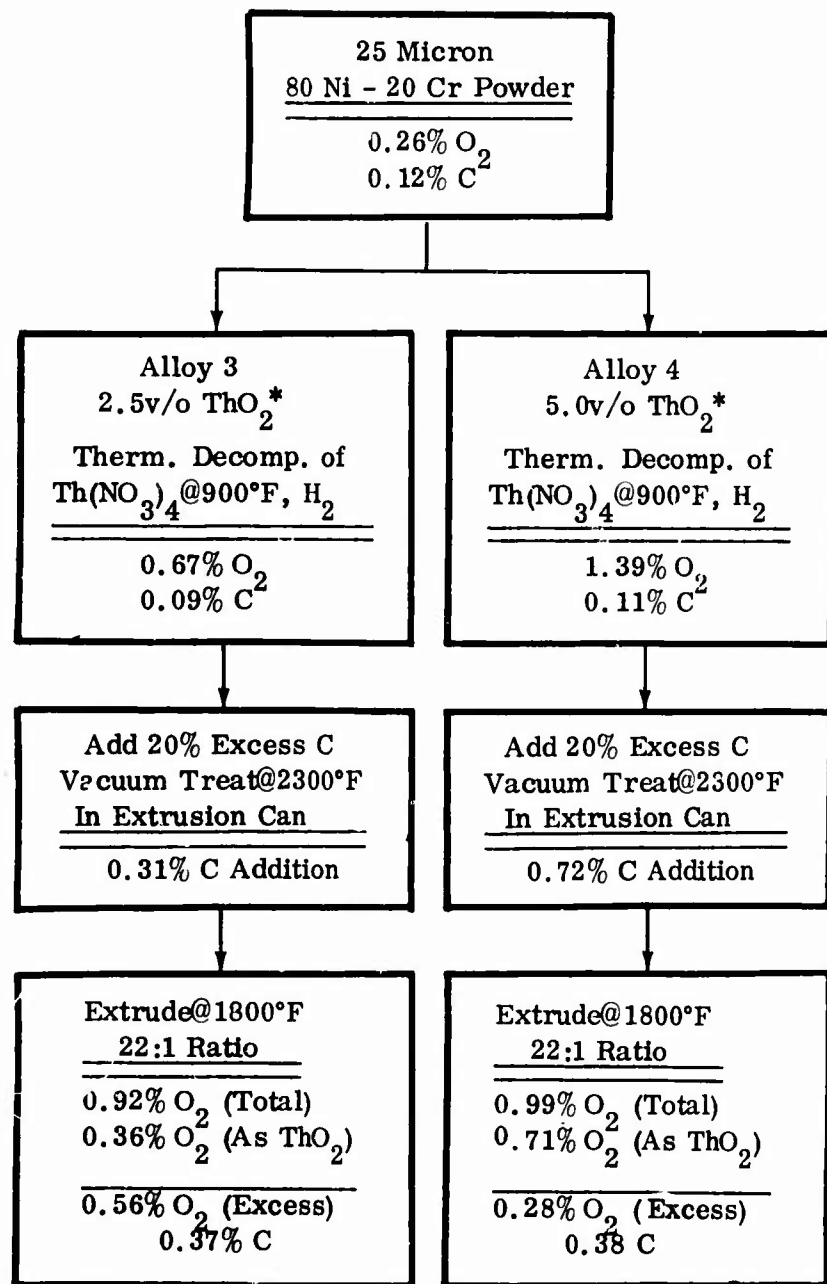 25 Micron
80 Ni - 20 Cr Powder
0.26% O2
0.12% C
Alloy 3
2.5v/o ThO2*
Therm. Decomp. of
Th(NO3)4@900°F, H2
0.67% O2
0.09% C
Alloy 4
5.0v/o ThO2*
Therm. Decomp. of
Th(NO3)4@900°F, H2
1.39% O2
0.11% C
Add 20% Excess C
Vacuum Treat@2300°F
In Extrusion Can
0.31% C Addition
Add 20% Excess C
Vacuum Treat@2300°F
In Extrusion Can
0.72% C Addition
Extrude@1800°F
22:1 Ratio
0.92% O2 (Total)
0.36% O2 (As ThO2)
0.56% O2 (Excess)
0.37% C
Extrude@1800°F
22:1 Ratio
0.99% O2 (Total)
0.71% O2 (As ThO2)
0.28% O2 (Excess)
0.38 C